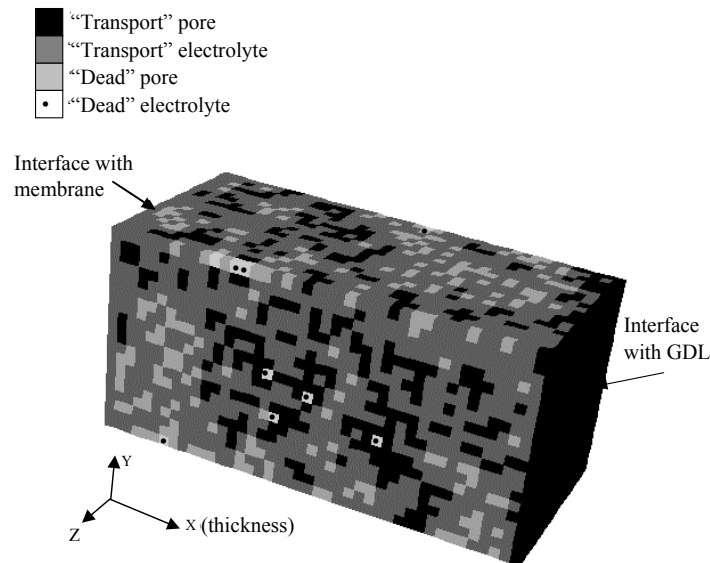 “Transport” pore
“Transport” electrolyte
“Dead” pore
“Dead” electrolyte
Interface with
membrane
Interface
with GDL
Y
X (thickness)
Z